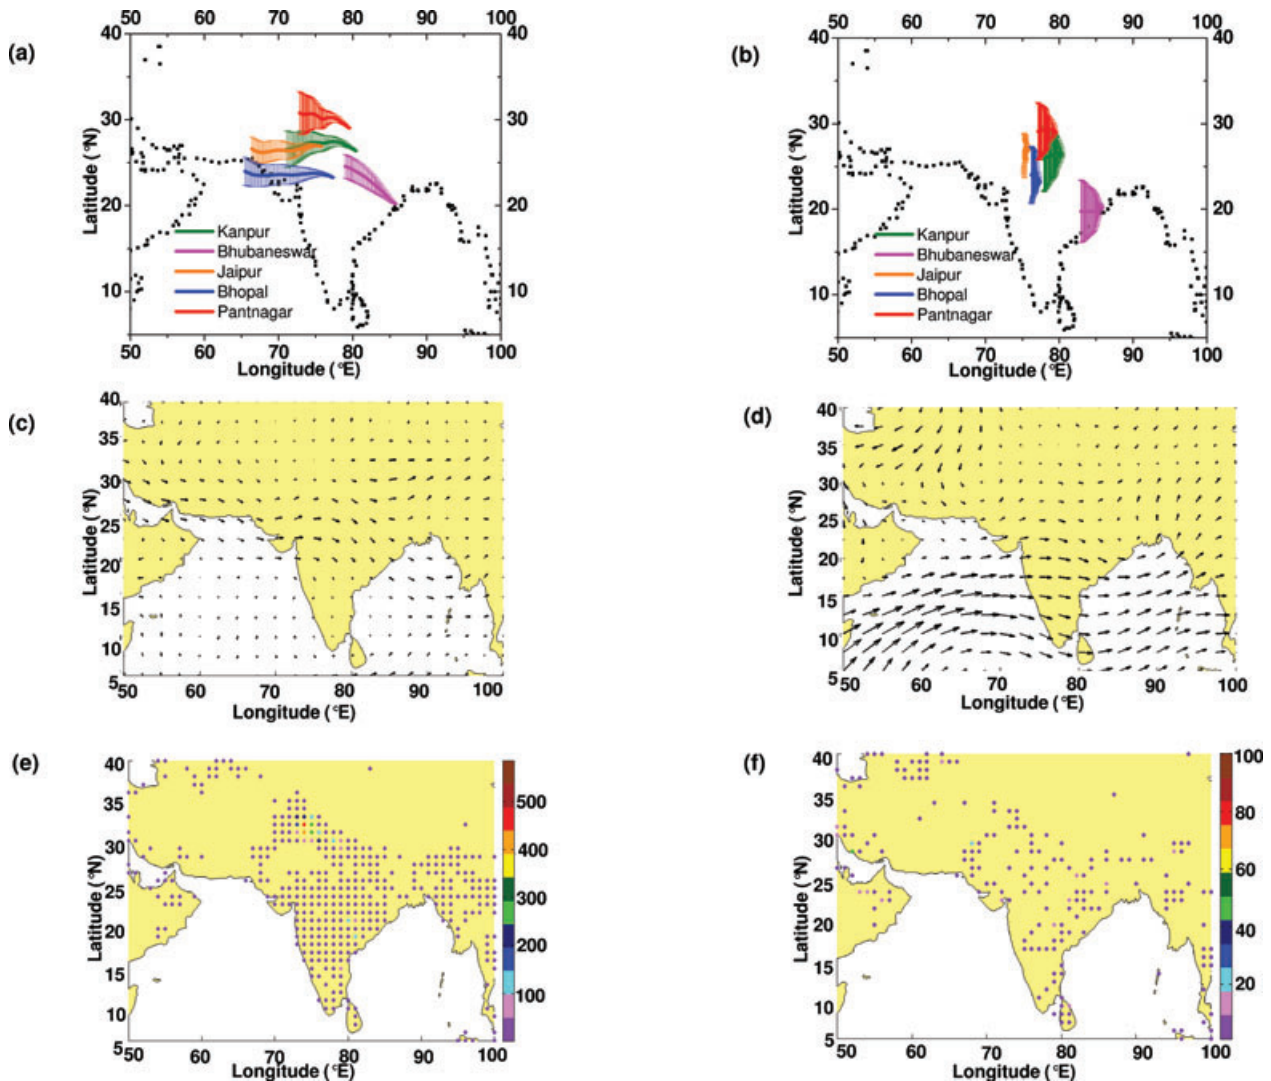 (a)
50 60 70 80 90 100
40 40
30 30
20 20
10 10
Latitude (°N)
Kanpur
Bhubaneswar
Jaipur
Bhopal
Pantnagar
50 60 70 80 90 100
Longitude (°E)
(b)
50 60 70 80 90 100
40 40
30 30
20 20
10 10
Latitude (°N)
Kanpur
Bhubaneswar
Jaipur
Bhopal
Pantnagar
50 60 70 80 90 100
Longitude (°E)
(c)
40
35
30
25
20
15
10
5
Latitude (°N)
50 60 70 80 90 100
Longitude (°E)
(d)
40
35
30
25
20
15
10
5
Latitude (°N)
50 60 70 80 90 100
Longitude (°E)
(e)
40
35
30
25
20
15
10
5
Latitude (°N)
50 60 70 80 90 100
Longitude (°E)
500
400
300
200
100
(f)
40
35
30
25
20
15
10
5
Latitude (°N)
50 60 70 80 90 100
Longitude (°E)
100
80
60
40
20